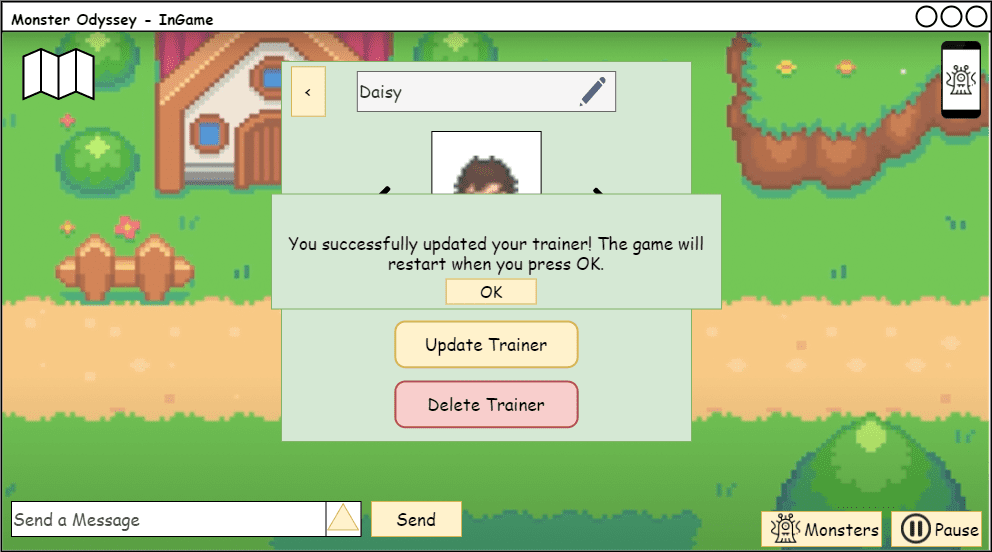 Monster Odyssey - InGame
<
Daisy
You successfully updated your trainer! The game will
restart when you press OK.
OK
Update Trainer
Delete Trainer
Send a Message
Send
Monsters
Pause